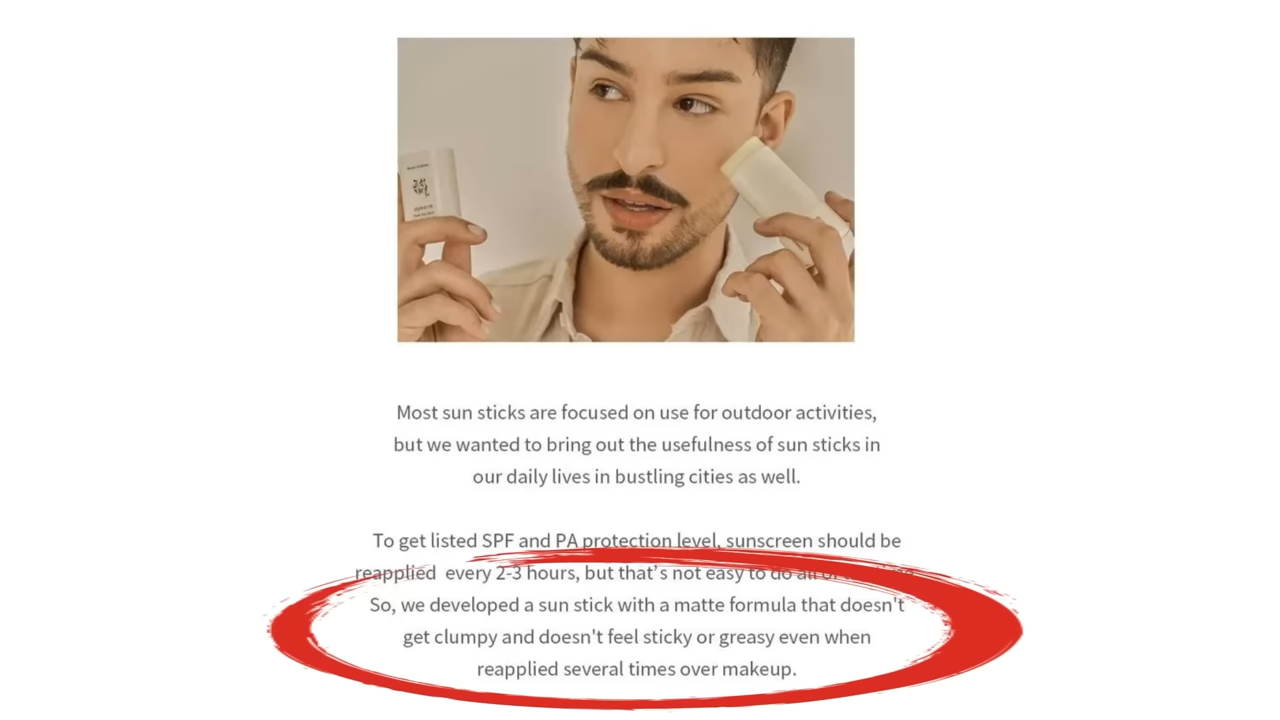 Most sun sticks are focused on use for outdoor activities,
but we wanted to bring out the usefulness of sun sticks in
our daily lives in bustling cities as well.
To get listed SPF and PA protection level, sunscreen should be
reapplied every 2-3 hours, but that's not easy to do all
So, we developed a sun stick with a matte formula that doesn't
get clumpy and doesn't feel sticky or greasy even when
reapplied several times over makeup.